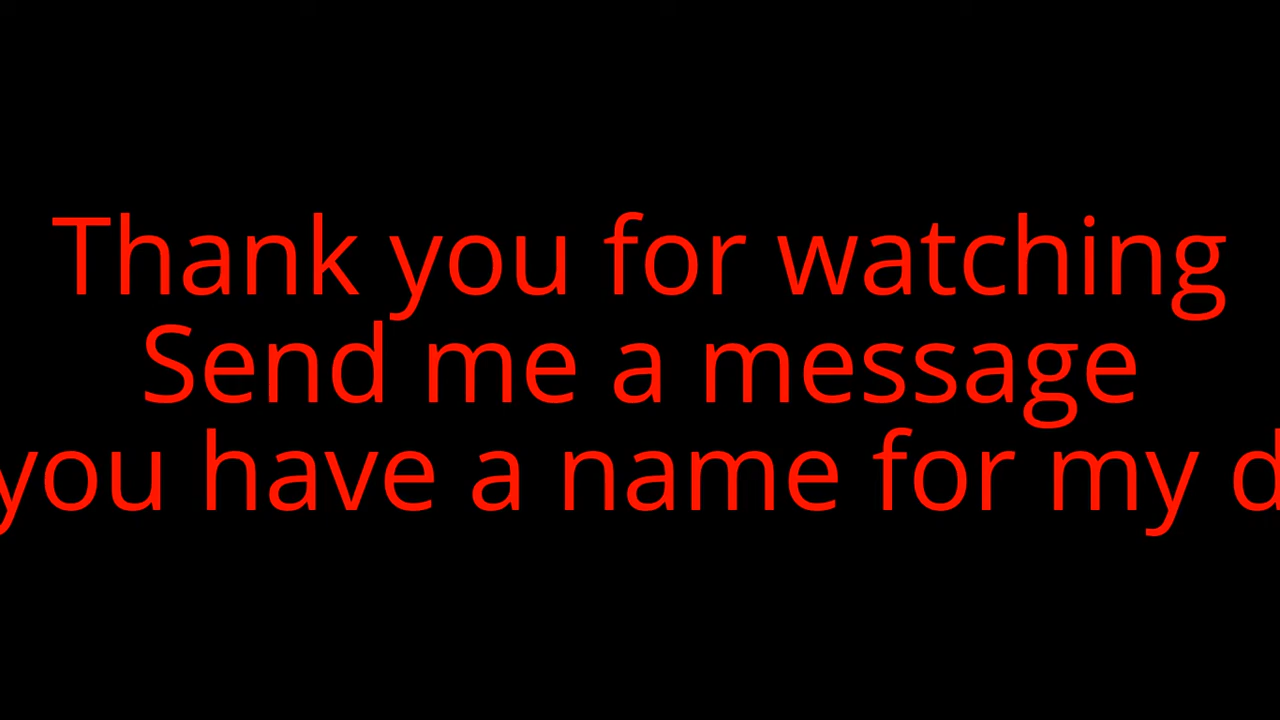 Thank you for watching
Send me a message
you have a name for my